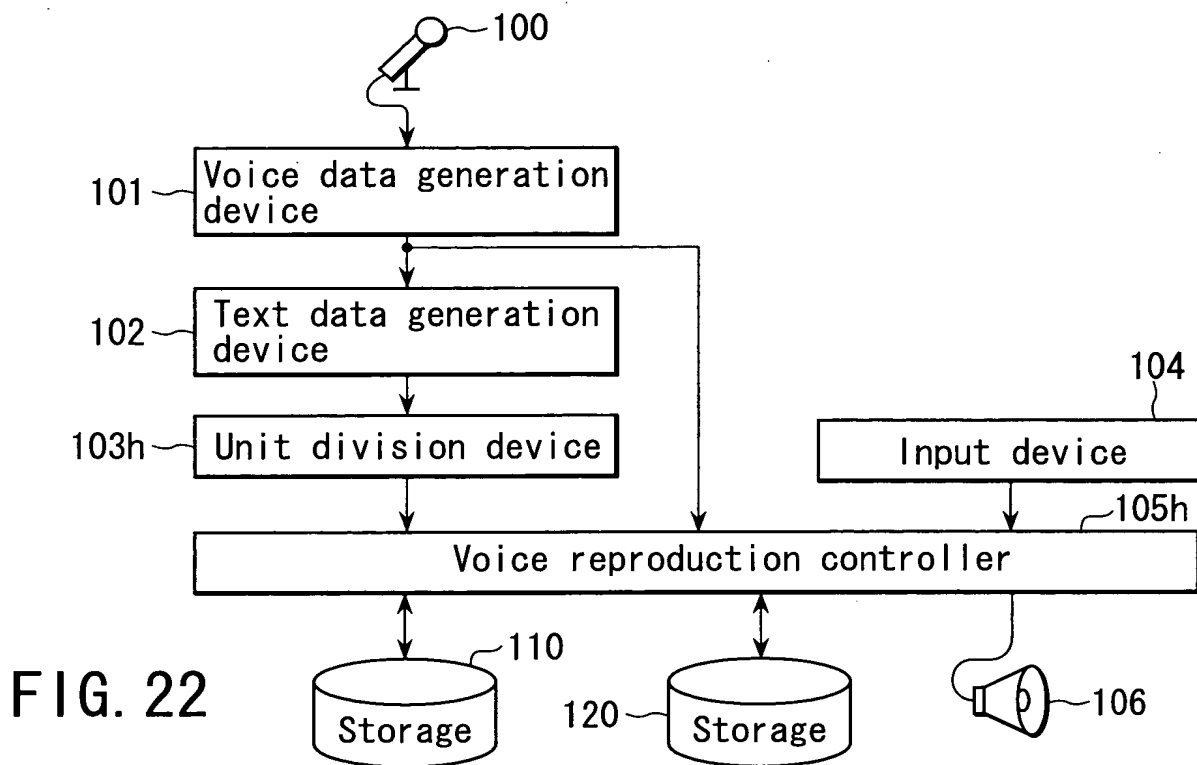 100
101
Voice data generation
device
102
Text data generation
device
104
103h
Unit division device
Input device
105h
Voice reproduction controller
110
Storage
120
Storage
106
FIG. 22